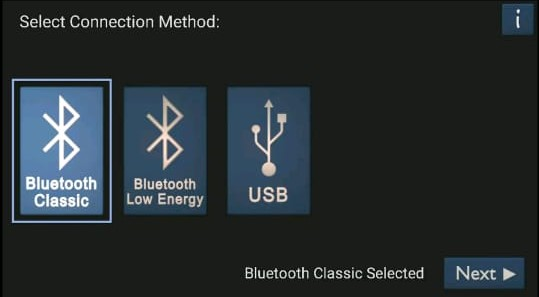 Select Connection Method:
i
Bluetooth
Classic
Bluetooth
Low Energy
USB
Bluetooth Classic Selected
Next